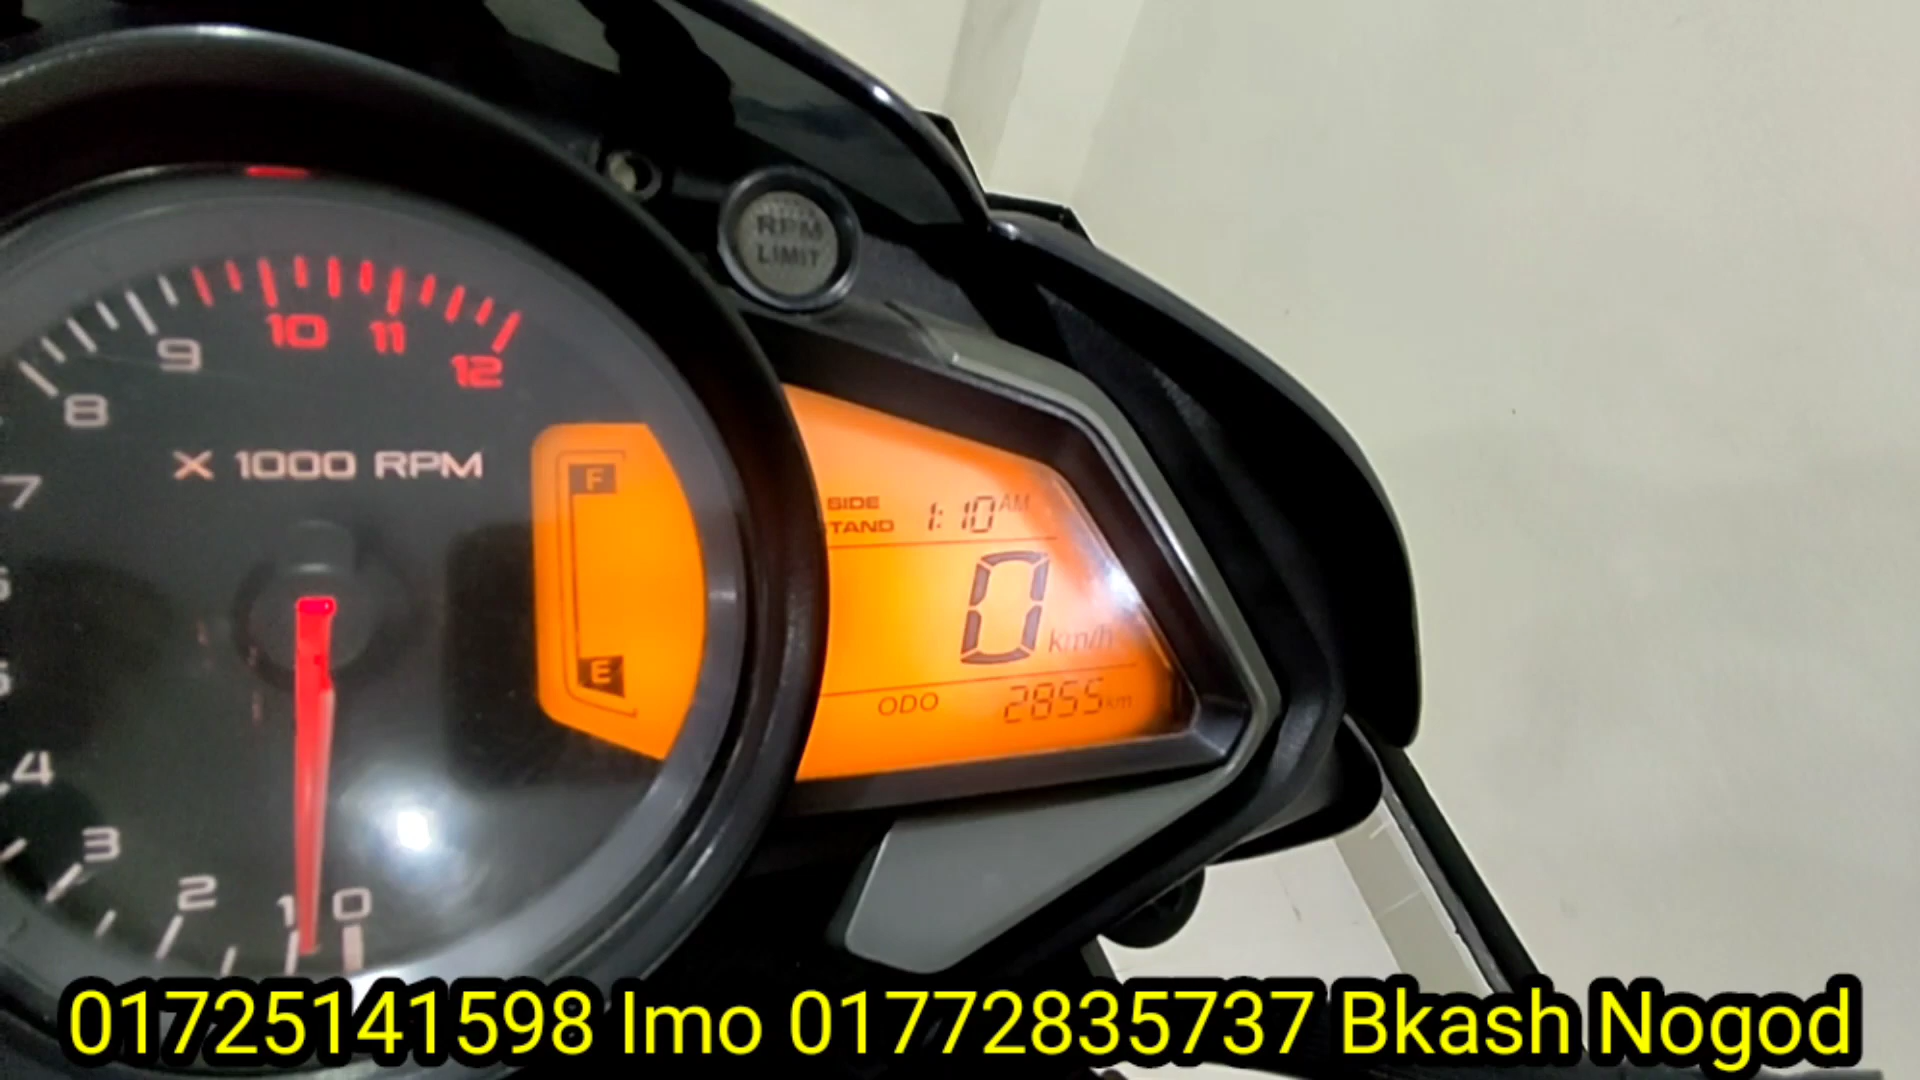 RPM
LIMIT
9
10
11
12
8
X 1000 RPM
7
F
SIDE
TAND
1:10 AM
0 km/h
E
ODO
2855 km
4
3
2
1
0
01725141598 Imo 01772835737 Bkash Nogod